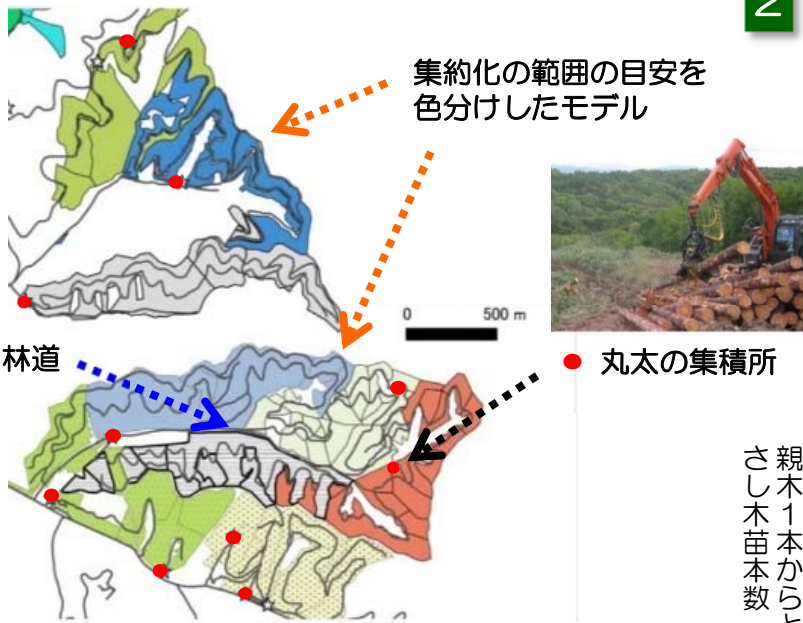 2
集約化の範囲の目安を
色分けしたモデル
0 500 m
林道
丸太の集積所
親木1本からと
さし木苗本数